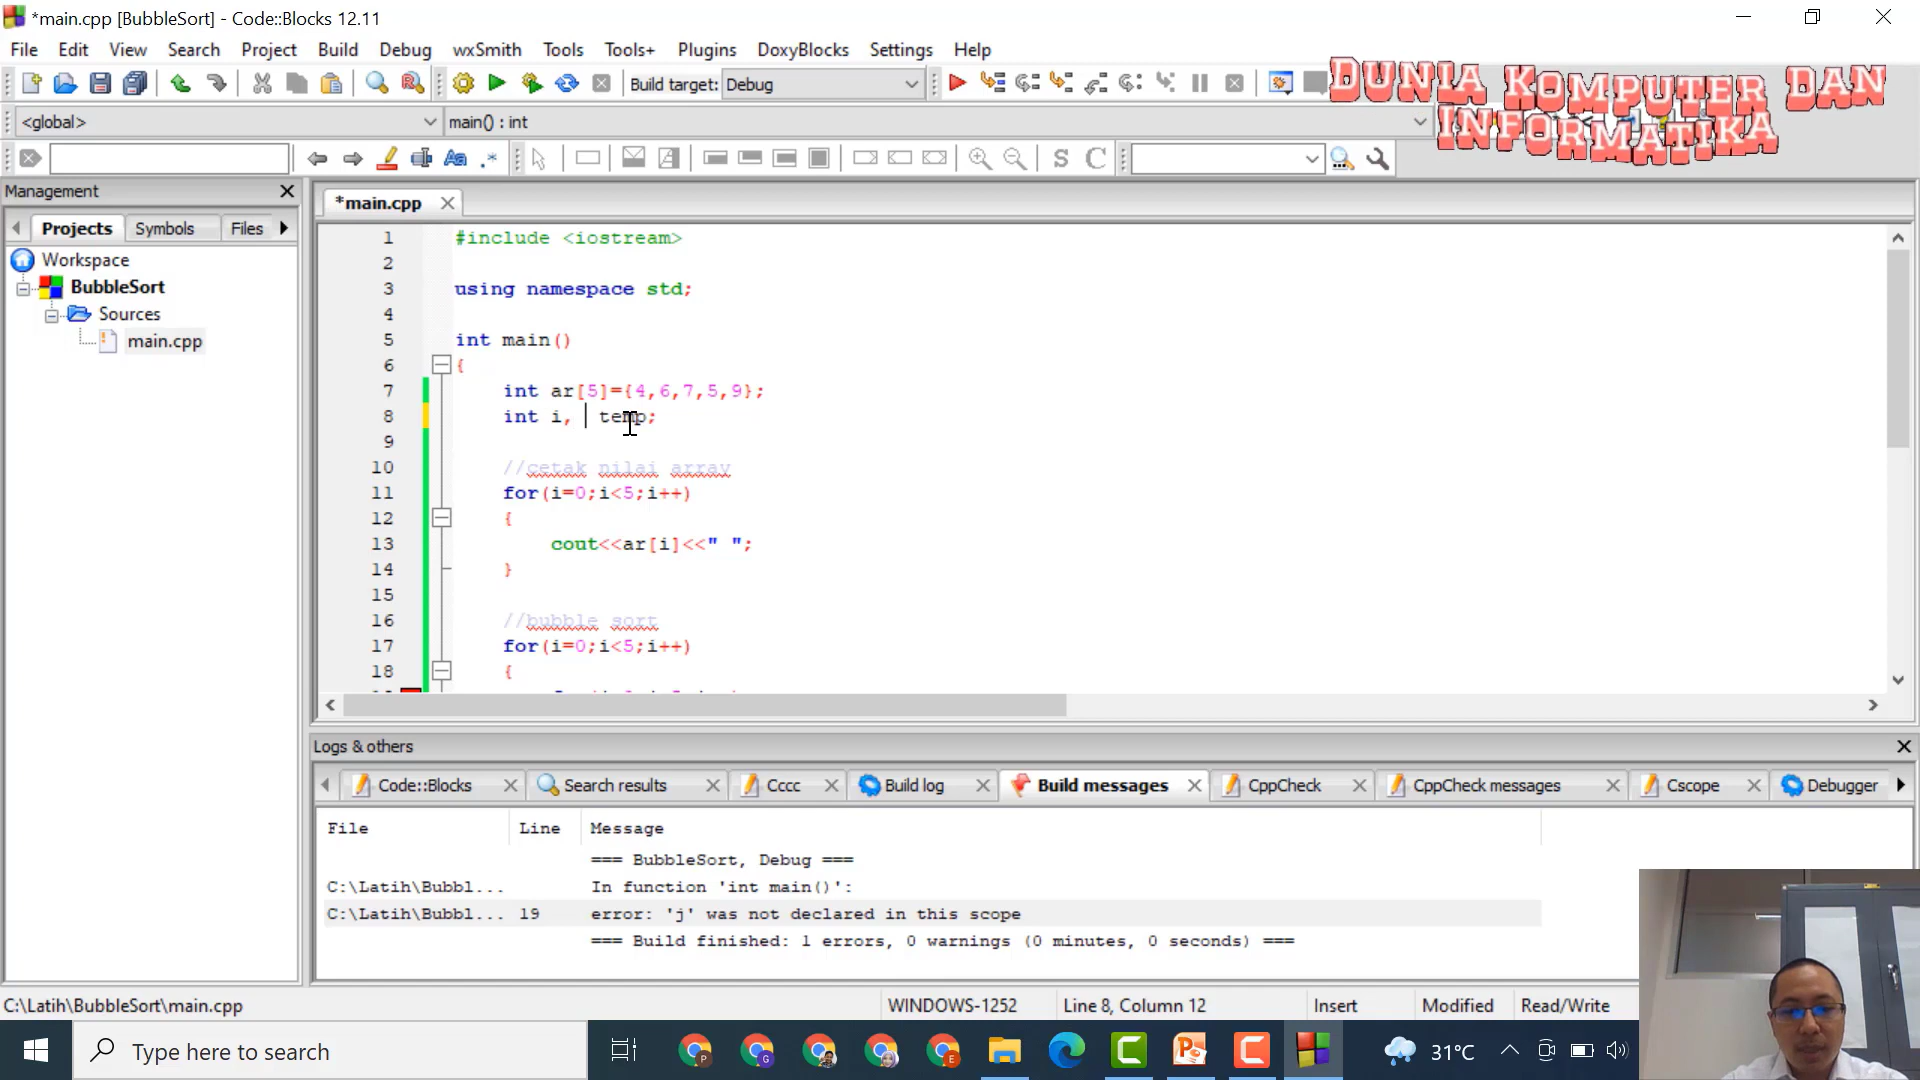 *main.cpp [BubbleSort] - Code::Blocks 12.11
File Edit View Search Project Build Debug wxSmith Tools Tools+ Plugins DoxyBlocks Settings Help
Build target: Debug
DUNIA KOMPUTER DAN
INFORMATIKA
<global> main() : int
Management
Projects Symbols Files
Workspace
BubbleSort
Sources
main.cpp
*main.cpp
1 #include <iostream>
2
3 using namespace std;
4
5 int main()
6 {
7 int ar[5]={4,6,7,5,9};
8 int i, temp;
9
10 //cetak nilai array
11 for(i=0;i<5;i++)
12 {
13 cout<<ar[i]<<" ";
14 }
15
16 //bubble sort
17 for(i=0;i<5;i++)
18 {
Logs & others
Code::Blocks Search results Cccc Build log Build messages CppCheck CppCheck messages Cscope Debugger
File Line Message
=== BubbleSort, Debug ===
C:\Latih\Bubbl... In function 'int main()':
C:\Latih\Bubbl... 19 error: 'j' was not declared in this scope
=== Build finished: 1 errors, 0 warnings (0 minutes, 0 seconds) ===
C:\Latih\BubbleSort\main.cpp WINDOWS-1252 Line 8, Column 12 Insert Modified Read/Write
Type here to search
31°C